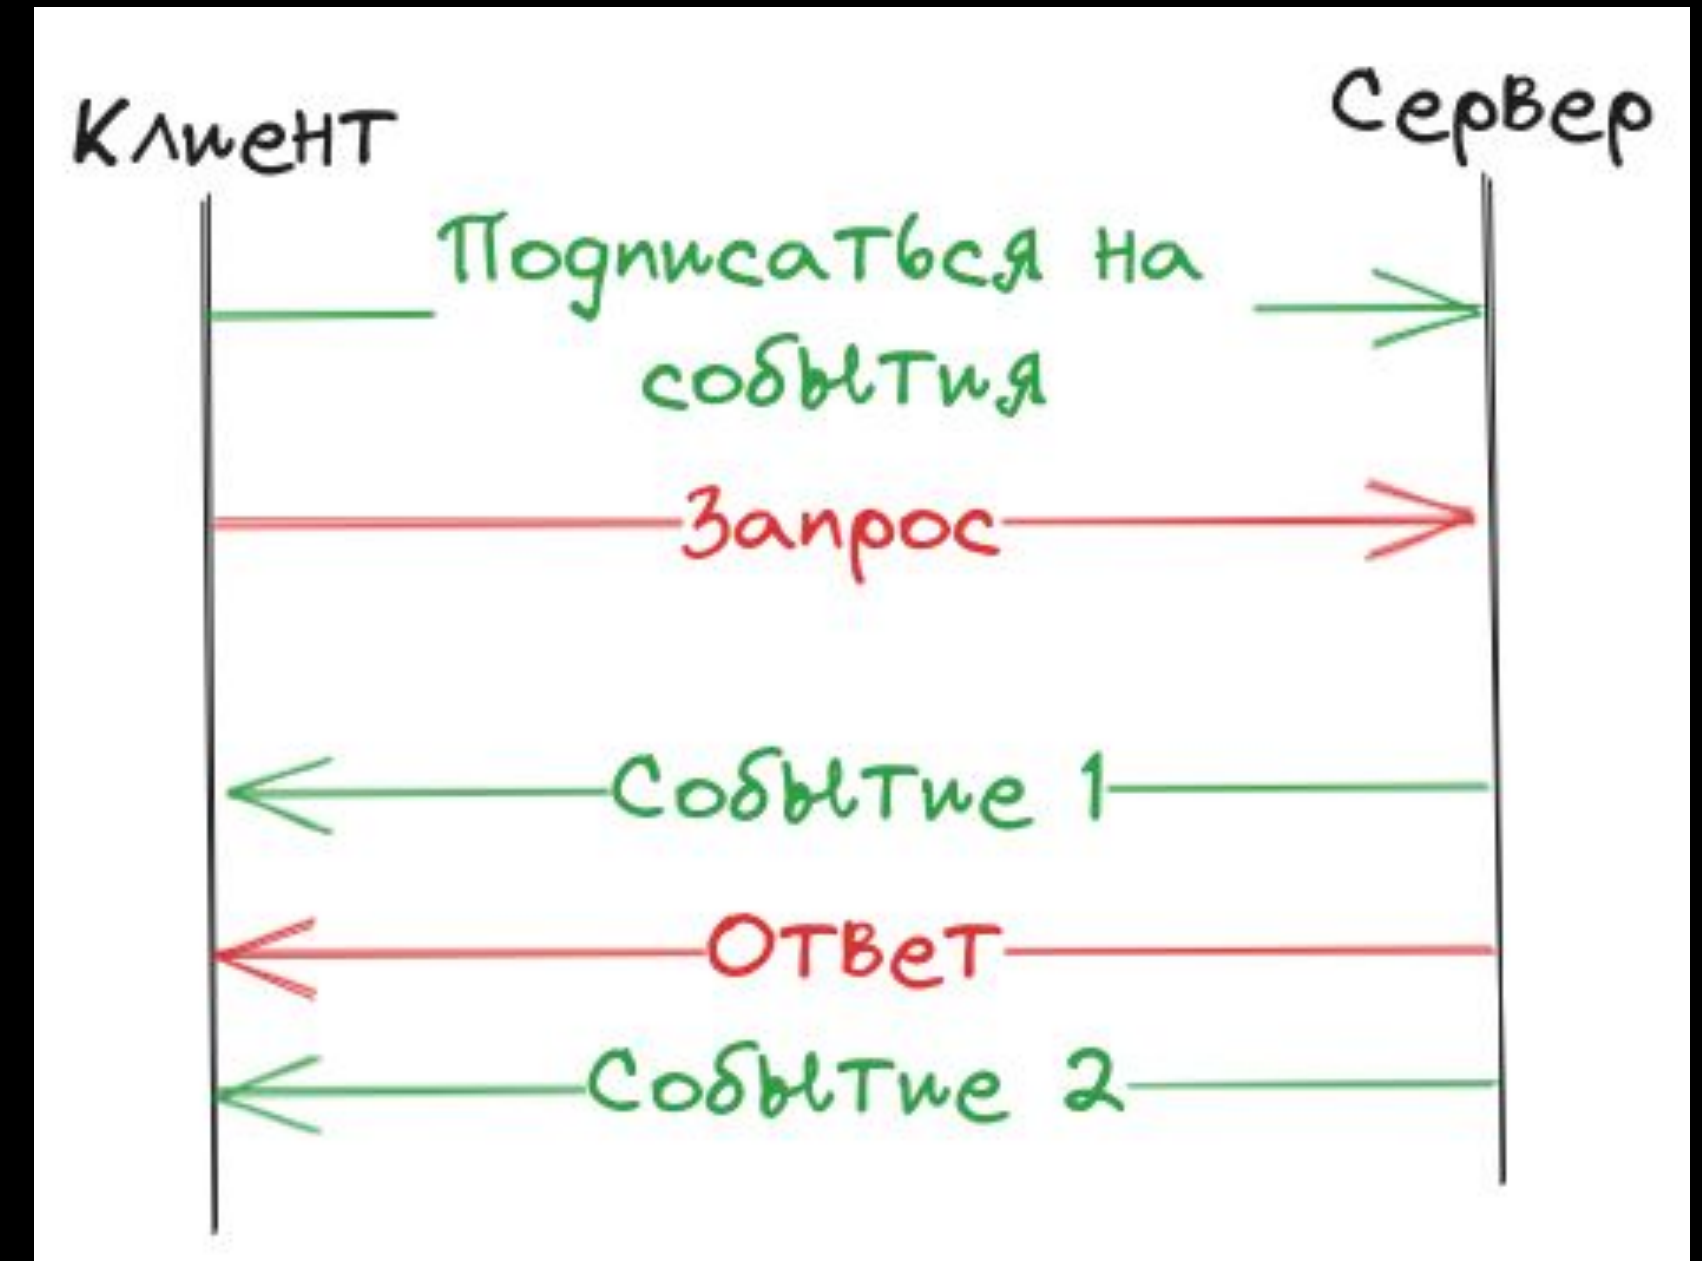 Клиент
Сервер
Подписаться на
события
Запрос
Событие 1
Ответ
Событие 2